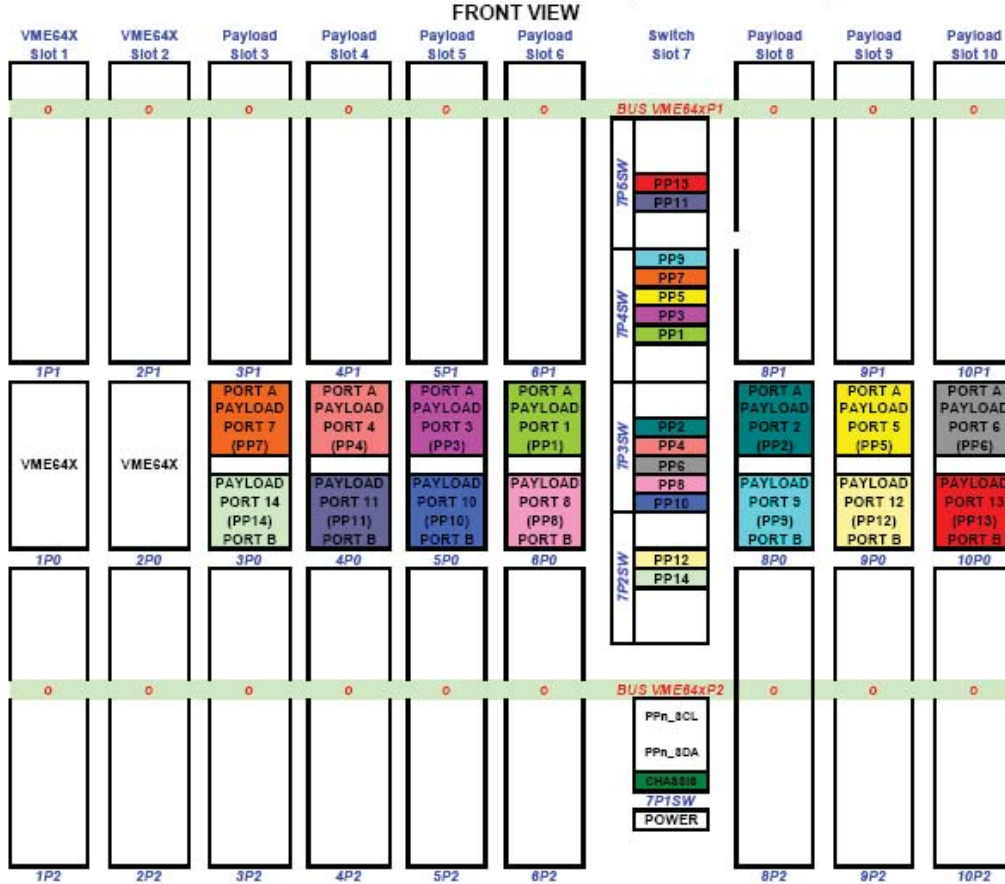 FRONT VIEW
VME64X Slot 1
VME64X Slot 2
Payload Slot 3
Payload Slot 4
Payload Slot 5
Payload Slot 6
Switch Slot 7
Payload Slot 8
Payload Slot 9
Payload Slot 10
o o o o o o BUS VME64xP1 o o o
7P5SW
PP13
PP11
7P4SW
PP9
PP7
PP5
PP3
PP1
1P1 2P1 3P1 4P1 5P1 6P1 8P1 9P1 10P1
VME64X
VME64X
PORT A
PAYLOAD
PORT 7
(PP7)
PAYLOAD
PORT 14
(PP14)
PORT B
PORT A
PAYLOAD
PORT 4
(PP4)
PAYLOAD
PORT 11
(PP11)
PORT B
PORT A
PAYLOAD
PORT 3
(PP3)
PAYLOAD
PORT 10
(PP10)
PORT B
PORT A
PAYLOAD
PORT 1
(PP1)
PAYLOAD
PORT 8
(PP8)
PORT B
7P3SW
PP2
PP4
PP6
PP8
PP10
PORT A
PAYLOAD
PORT 2
(PP2)
PAYLOAD
PORT 9
(PP9)
PORT B
PORT A
PAYLOAD
PORT 5
(PP5)
PAYLOAD
PORT 12
(PP12)
PORT B
PORT A
PAYLOAD
PORT 6
(PP6)
PAYLOAD
PORT 13
(PP13)
PORT B
1P0 2P0 3P0 4P0 5P0 6P0 8P0 9P0 10P0
7P2SW
PP12
PP14
o o o o o o BUS VME64xP2 o o o
PPn_SCL
PPn_SDA
CHASSIS
7P1SW
POWER
1P2 2P2 3P2 4P2 5P2 6P2 8P2 9P2 10P2